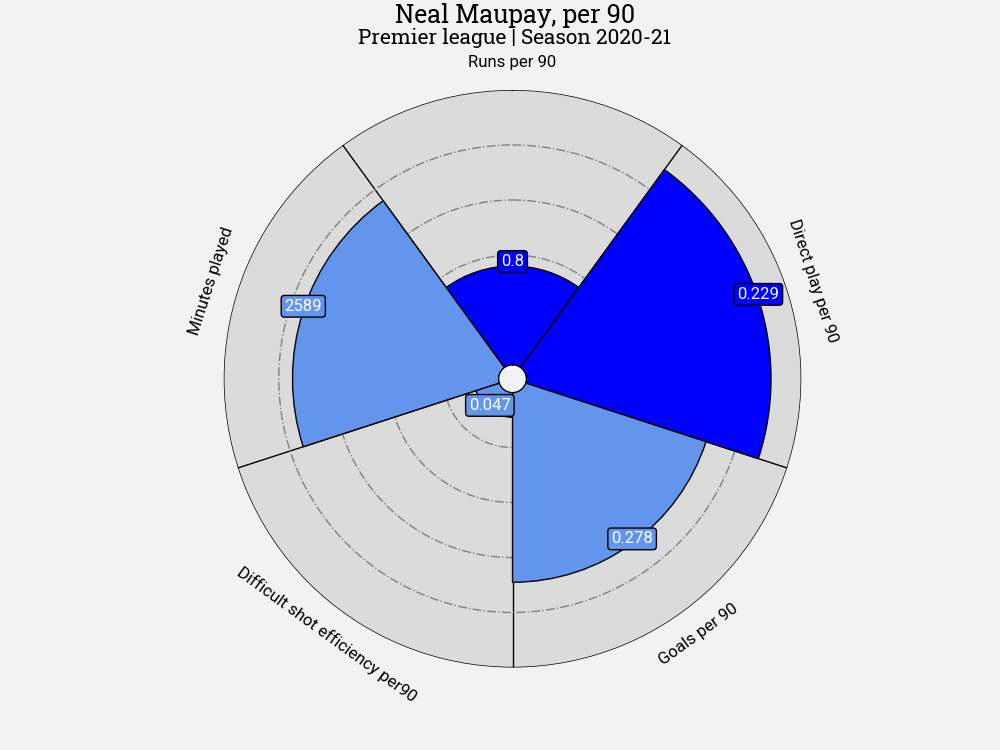 Neal Maupay, per 90
Premier league | Season 2020-21
Runs per 90
Direct play per 90
Minutes played
0.8
0.229
2589
0.047
0.278
Difficult shot efficiency per90
Goals per 90